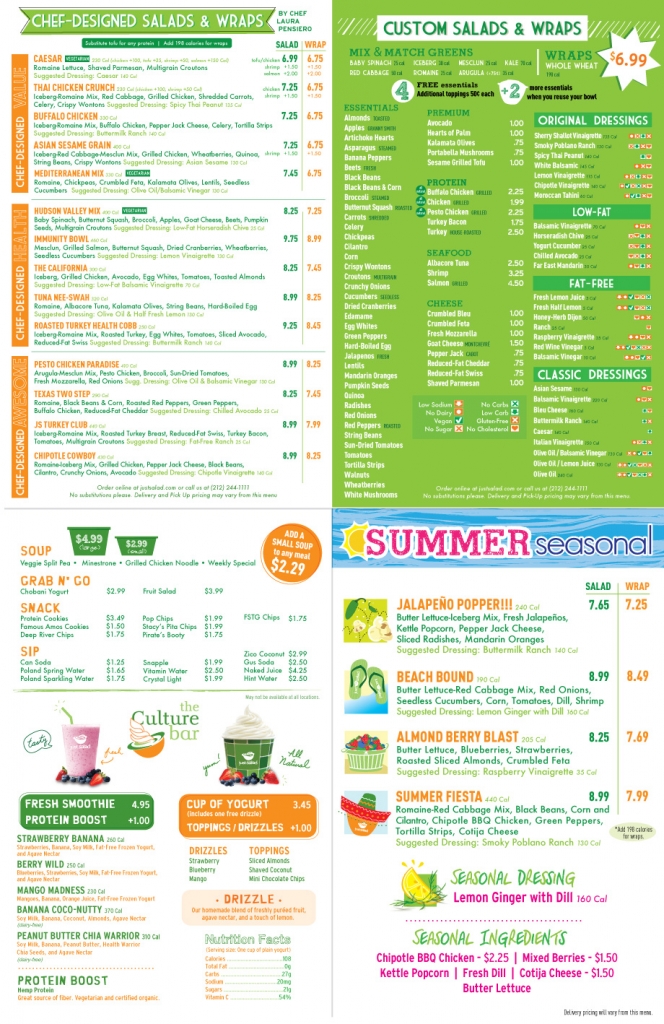 CHEF-DESIGNED SALADS & WRAPS
BY CHEF
LAURA
PENSIERO
Substitute tofu for any protein | Add 198 calories for wraps
SALAD WRAP
CHEF-DESIGNED VALUE
CAESAR VEGETARIAN
6.99 6.75
Romaine Lettuce, Shaved Parmesan, Multigrain Croutons
Suggested Dressing: Caesar 160 Cal
THAI CHICKEN CRUNCH
7.25 6.75
Iceberg-Romaine Mix, Red Cabbage, Grilled Chicken, Shredded Carrots,
Celery, Crispy Wontons Suggested Dressing: Spicy Thai Peanut
BUFFALO CHICKEN
7.25 6.75
Iceberg-Romaine Mix, Buffalo Chicken, Pepper Jack Cheese, Celery, Tortilla Strips
Suggested Dressing: Buttermilk Ranch 140 Cal
ASIAN SESAME GRAIN
7.25 6.75
Iceberg-Red Cabbage-Mesclun Mix, Grilled Chicken, Wheatberries, Quinoa,
String Beans, Crispy Wontons Suggested Dressing: Asian Sesame
MEDITERRANEAN MIX VEGETARIAN
7.45 6.75
Romaine, Chickpeas, Crumbled Feta, Kalamata Olives, Lentils, Seedless
Cucumbers Suggested Dressing: Olive Oil/Balsamic Vinegar
CHEF-DESIGNED HEALTH
HUDSON VALLEY MIX VEGETARIAN
8.25 7.25
Baby Spinach, Butternut Squash, Broccoli, Apples, Goat Cheese, Beets, Pumpkin
Seeds, Multigrain Croutons Suggested Dressing: Low-Fat Horseradish Chive
IMMUNITY BOWL
9.75 8.99
Mesclun, Grilled Salmon, Butternut Squash, Dried Cranberries, Wheatberries,
Seedless Cucumbers Suggested Dressing: Lemon Vinaigrette
THE CALIFORNIA
8.25 7.45
Iceberg, Grilled Chicken, Avocado, Egg Whites, Tomatoes, Toasted Almonds
Suggested Dressing: Low-Fat Balsamic Vinaigrette 70 Cal
TUNA NEE-SWAH
8.99 8.25
Romaine, Albacore Tuna, Kalamata Olives, String Beans, Hard-Boiled Egg
Suggested Dressing: Olive Oil & Half Fresh Lemon
ROASTED TURKEY HEALTH COBB
9.25 8.45
Iceberg-Romaine Mix, Roasted Turkey, Egg Whites, Tomatoes, Sliced Avocado,
Reduced-Fat Swiss Suggested Dressing: Buttermilk Ranch 140 Cal
CHEF-DESIGNED AWESOME
PESTO CHICKEN PARADISE
8.99 8.25
Arugula-Mesclun Mix, Pesto Chicken, Broccoli, Sun-Dried Tomatoes,
Fresh Mozzarella, Red Onions Sugg. Dressing: Olive Oil & Balsamic Vinegar
TEXAS TWO STEP
8.25 7.45
Romaine, Black Beans & Corn, Roasted Red Peppers, Green Peppers,
Buffalo Chicken, Reduced-Fat Cheddar Suggested Dressing: Chilled Avocado
JS TURKEY CLUB
8.99 7.99
Iceberg-Romaine Mix, Roasted Turkey Breast, Reduced-Fat Swiss, Turkey Bacon,
Tomatoes, Multigrain Croutons Suggested Dressing: Fat-Free Ranch
CHIPOTLE COWBOY
8.99 8.25
Romaine-Iceberg Mix, Grilled Chicken, Pepper Jack Cheese, Black Beans,
Cilantro, Crunchy Onions, Avocado Suggested Dressing: Chipotle Vinaigrette
Order online at justsalad.com or call us at (212) 244-1111
No substitutions please. Delivery and Pick-Up pricing may vary from this menu
CUSTOM SALADS & WRAPS
MIX & MATCH GREENS
BABY SPINACH ICEBERG MESCLUN KALE
RED CABBAGE ROMAINE ARUGULA
WRAPS
WHOLE WHEAT
$6.99
4 FREE essentials
Additional toppings 50¢ each
+2 more essentials
when you reuse your bowl
ESSENTIALS
Almonds ROASTED
Apples
Artichoke Hearts
Asparagus
Banana Peppers
Beets
Black Beans
Black Beans & Corn
Broccoli
Butternut Squash ROASTED
Carrots
Celery
Chickpeas
Cilantro
Corn
Crispy Wontons
Croutons MULTIGRAIN
Crunchy Onions
Cucumbers SEEDLESS
Dried Cranberries
Edamame
Egg Whites
Green Peppers
Hard-Boiled Egg
Jalapenos FRESH
Lentils
Mandarin Oranges
Pumpkin Seeds
Quinoa
Radishes
Red Onions
Red Peppers ROASTED
String Beans
Sun-Dried Tomatoes
Tomatoes
Tortilla Strips
Walnuts
Wheatberries
White Mushrooms
PREMIUM
Avocado 1.00
Hearts of Palm 1.00
Kalamata Olives .75
Portabella Mushrooms .75
Sesame Grilled Tofu 1.00
PROTEIN
Buffalo Chicken GRILLED 2.25
Chicken GRILLED 1.99
Pesto Chicken GRILLED 2.25
Turkey Bacon 1.75
Turkey HOUSE ROASTED 2.50
SEAFOOD
Albacore Tuna 2.50
Shrimp 3.25
Salmon GRILLED 4.50
CHEESE
Crumbled Bleu 1.00
Crumbled Feta 1.00
Fresh Mozzarella 1.00
Goat Cheese 1.50
Pepper Jack .75
Reduced-Fat Cheddar .75
Reduced-Fat Swiss .75
Shaved Parmesan 1.00
Low Sodium No Carbs
No Dairy Low Carb
Vegan Gluten-Free
No Sugar No Cholesterol
ORIGINAL DRESSINGS
Sherry Shallot Vinaigrette
Smoky Poblano Ranch
Spicy Thai Peanut
White Balsamic
Lemon Vinaigrette
Chipotle Vinaigrette
Moroccan Tahini
LOW-FAT
Balsamic Vinaigrette
Horseradish Chive
Yogurt Cucumber
Chilled Avocado
Far East Mandarin
FAT-FREE
Fresh Lemon Juice
Fresh Half Lemon
Honey-Herb Dijon
Ranch
Raspberry Vinaigrette
Red Wine Vinegar
Balsamic Vinegar
CLASSIC DRESSINGS
Asian Sesame
Balsamic Vinaigrette
Bleu Cheese
Buttermilk Ranch
Caesar
Italian Vinaigrette
Olive Oil / Balsamic Vinegar
Olive Oil / Lemon Juice
Olive Oil
Order online at justsalad.com or call us at (212) 244-1111
No substitutions please. Delivery and Pick-Up pricing may vary from this menu
SOUP
$4.99
(large)
$2.99
(small)
ADD A
SMALL SOUP
to any meal
$2.29
Veggie Split Pea • Minestrone • Grilled Chicken Noodle • Weekly Special
GRAB N' GO
Chobani Yogurt $2.99 Fruit Salad $3.99
SNACK
Protein Cookies $3.49 Pop Chips $1.99 FSTG Chips $1.75
Famous Amos Cookies $1.50 Stacy's Pita Chips $1.99
Deep River Chips $1.75 Pirate's Booty $1.75
SIP
Zico Coconut $2.99
Can Soda $1.25 Snapple $1.99 Gus Soda $2.50
Poland Spring Water $1.65 Vitamin Water $2.50 Naked Juice $4.25
Poland Sparkling Water $1.75 Crystal Light $1.99 Hint Water $2.50
May not be available at all locations.
the
Culture
bar
tasty
fresh
yum!
All
Natural
FRESH SMOOTHIE 4.95
PROTEIN BOOST +1.00
STRAWBERRY BANANA 260 Cal
Strawberries, Banana, Soy Milk, Fat-Free Frozen Yogurt,
and Agave Nectar
BERRY WILD 250 Cal
Blueberries, Strawberries, Soy Milk, Fat-Free Frozen Yogurt,
and Agave Nectar
MANGO MADNESS 230 Cal
Mangoes, Banana, Orange Juice, Fat-Free Frozen Yogurt
BANANA COCO-NUTTY 370 Cal
Soy Milk, Banana, Coconut, Almonds, Agave Nectar
(dairy-free)
PEANUT BUTTER CHIA WARRIOR 310 Cal
Soy Milk, Banana, Peanut Butter, Health Warrior
Chia Seeds, and Agave Nectar
(dairy-free)
PROTEIN BOOST
Hemp Protein
Great source of fiber. Vegetarian and certified organic.
CUP OF YOGURT 3.45
(includes one free drizzle)
TOPPINGS / DRIZZLES +1.00
DRIZZLES TOPPINGS
Strawberry Sliced Almonds
Blueberry Shaved Coconut
Mango Mini Chocolate Chips
• DRIZZLE •
Our homemade blend of freshly puréed fruit,
agave nectar, and a touch of lemon.
Nutrition Facts
(Serving size: One cup of plain yogurt)
Calories 108
Total Fat 0g
Carbs 27g
Sodium 20mg
Sugars 21g
Vitamin C 54%
SUMMER seasonal
SALAD WRAP
JALAPEÑO POPPER!!! 240 Cal 7.65 7.25
Butter Lettuce-Iceberg Mix, Fresh Jalapeños,
Kettle Popcorn, Pepper Jack Cheese,
Sliced Radishes, Mandarin Oranges
Suggested Dressing: Buttermilk Ranch 140 Cal
BEACH BOUND 190 Cal 8.99 8.49
Butter Lettuce-Red Cabbage Mix, Red Onions,
Seedless Cucumbers, Corn, Tomatoes, Dill, Shrimp
Suggested Dressing: Lemon Ginger with Dill 160 Cal
ALMOND BERRY BLAST 205 Cal 8.25 7.69
Butter Lettuce, Blueberries, Strawberries,
Roasted Sliced Almonds, Crumbled Feta
Suggested Dressing: Raspberry Vinaigrette 35 Cal
SUMMER FIESTA 440 Cal 8.99 7.99
Romaine-Red Cabbage Mix, Black Beans, Corn and
Cilantro, Chipotle BBQ Chicken, Green Peppers,
Tortilla Strips, Cotija Cheese
Suggested Dressing: Smoky Poblano Ranch 130 Cal
*Add 198 calories
for wraps.
SEASONAL DRESSING
Lemon Ginger with Dill 160 Cal
SEASONAL INGREDIENTS
Chipotle BBQ Chicken - $2.25 | Mixed Berries - $1.50
Kettle Popcorn | Fresh Dill | Cotija Cheese - $1.50
Butter Lettuce
Delivery pricing will vary from this menu.